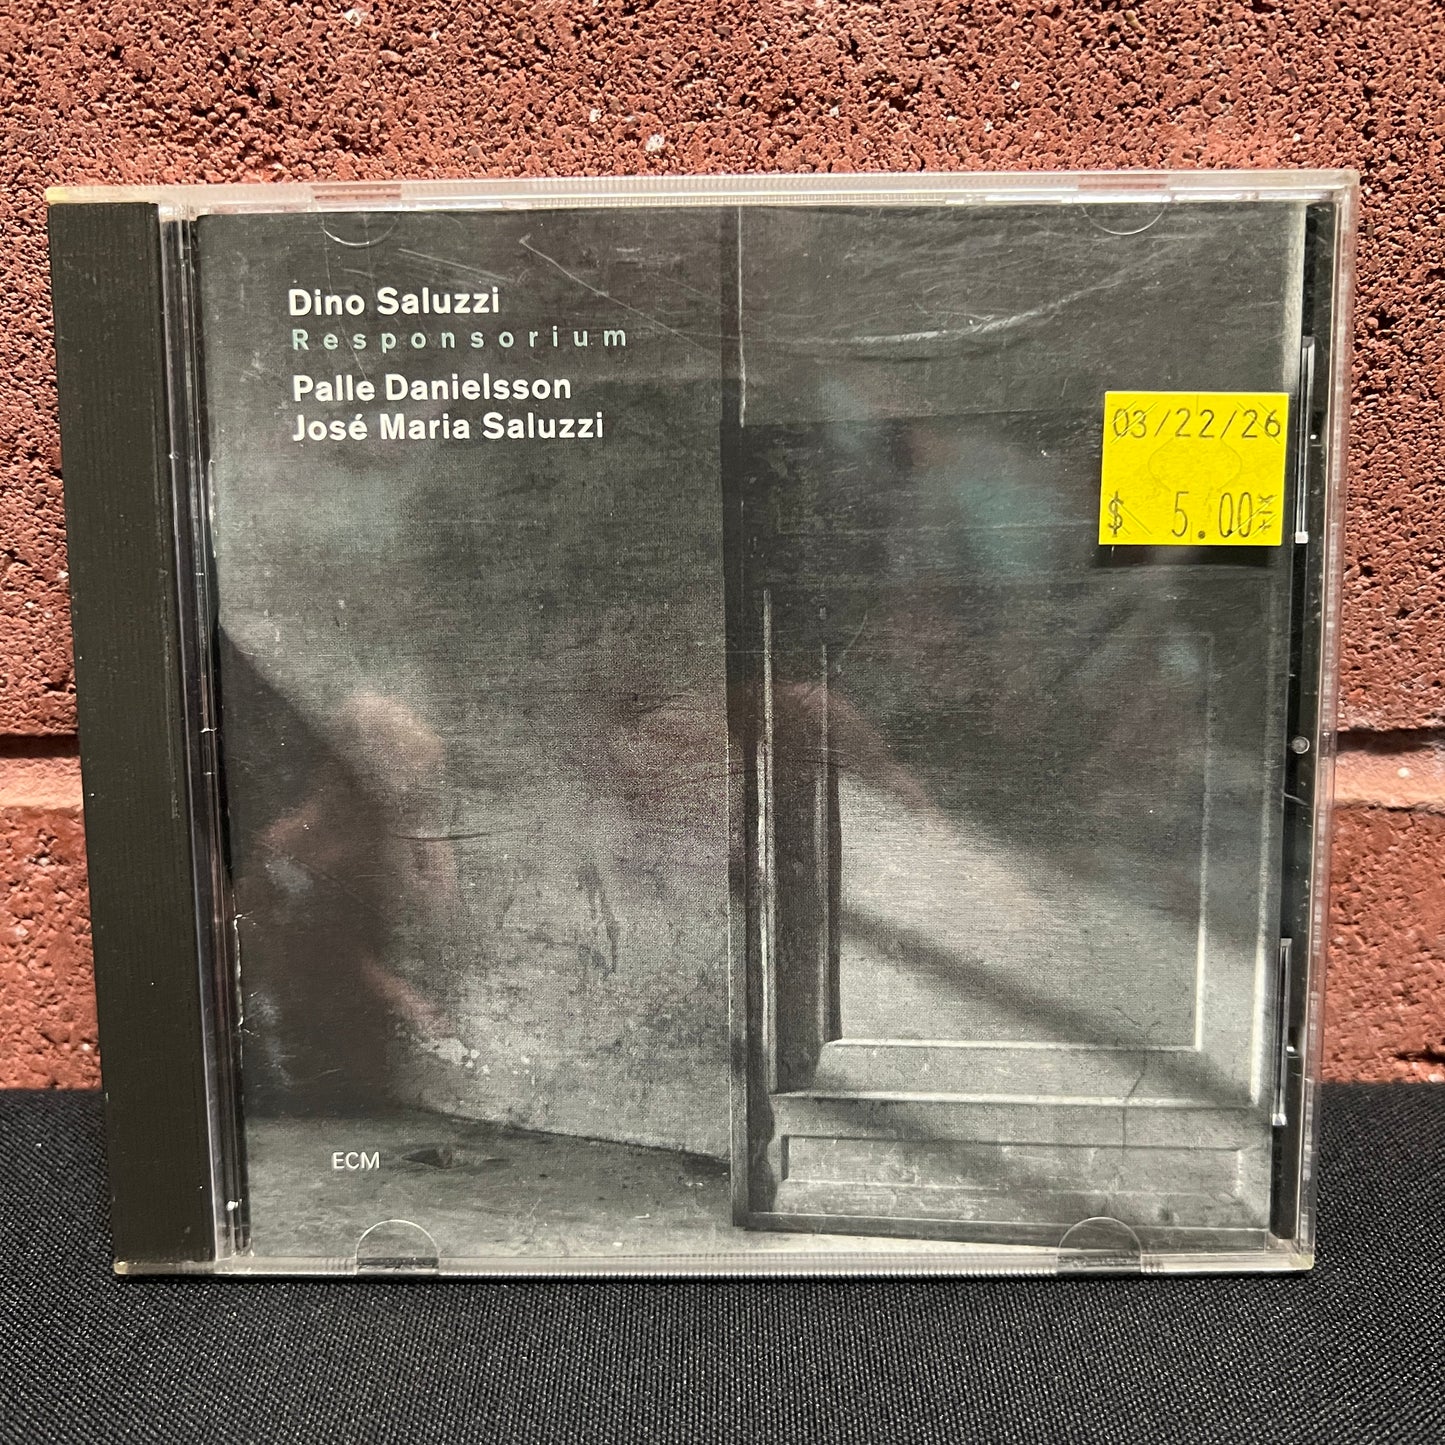 Dino Saluzzi
Responsorium
Palle Danielsson
José Maria Saluzzi
03/22/26
$ 5.00
ECM